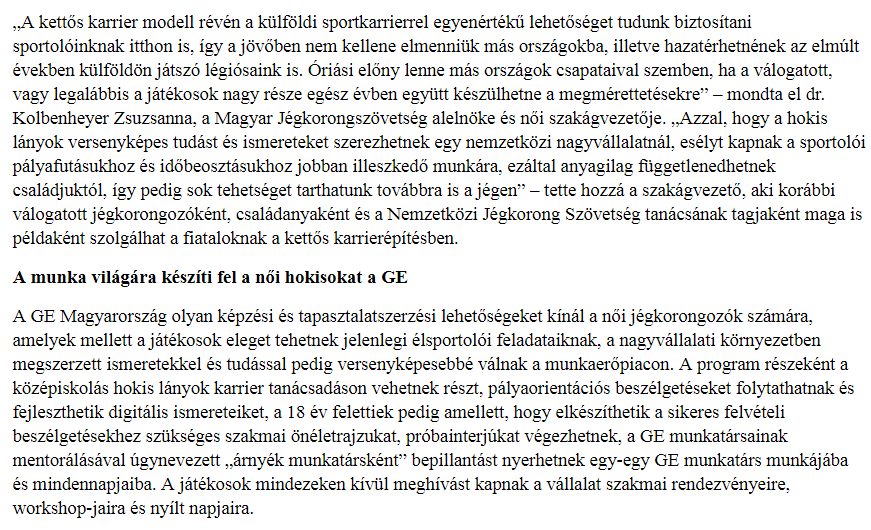 „A kettős karrier modell révén a külföldi sportkarrierrel egyenértékű lehetőséget tudunk biztosítani
sportolóinknak itthon is, így a jövőben nem kellene elmenniük más országokba, illetve hazatérhetnének az elmúlt
években külföldön játszó légiósaink is. Óriási előny lenne más országok csapataival szemben, ha a válogatott,
vagy legalábbis a játékosok nagy része egész évben együtt készülhetne a megmérettetésekre” – mondta el dr.
Kolbenheyer Zsuzsanna, a Magyar Jégkorongszövetség alelnöke és női szakágvezetője. „Azzal, hogy a hokis
lányok versenyképes tudást és ismereteket szerezhetnek egy nemzetközi nagyvállalatnál, esélyt kapnak a sportolói
pályafutásukhoz és időbeosztásukhoz jobban illeszkedő munkára, ezáltal anyagilag függetlenedhetnek
családjuktól, így pedig sok tehetséget tarthatunk továbbra is a jégen” – tette hozzá a szakágvezető, aki korábbi
válogatott jégkorongozóként, családanyaként és a Nemzetközi Jégkorong Szövetség tanácsának tagjaként maga is
példaként szolgálhat a fiataloknak a kettős karrierépítésben.
A munka világára készíti fel a női hokisokat a GE
A GE Magyarország olyan képzési és tapasztalatszerzési lehetőségeket kínál a női jégkorongozók számára,
amelyek mellett a játékosok eleget tehetnek jelenlegi élsportolói feladataiknak, a nagyvállalati környezetben
megszerzett ismeretekkel és tudással pedig versenyképesebbé válnak a munkaerőpiacon. A program részeként a
középiskolás hokis lányok karrier tanácsadáson vehetnek részt, pályaorientációs beszélgetéseket folytathatnak és
fejleszthetik digitális ismereteiket, a 18 év felettiek pedig amellett, hogy elkészíthetik a sikeres felvételi
beszélgetésekhez szükséges szakmai önéletrajzukat, próbainterjúkat végezhetnek, a GE munkatársainak
mentorálásával úgynevezett „árnyék munkatársként” bepillantást nyerhetnek egy-egy GE munkatárs munkájába
és mindennapjaiba. A játékosok mindezeken kívül meghívást kapnak a vállalat szakmai rendezvényeire,
workshop-jaira és nyílt napjaira.